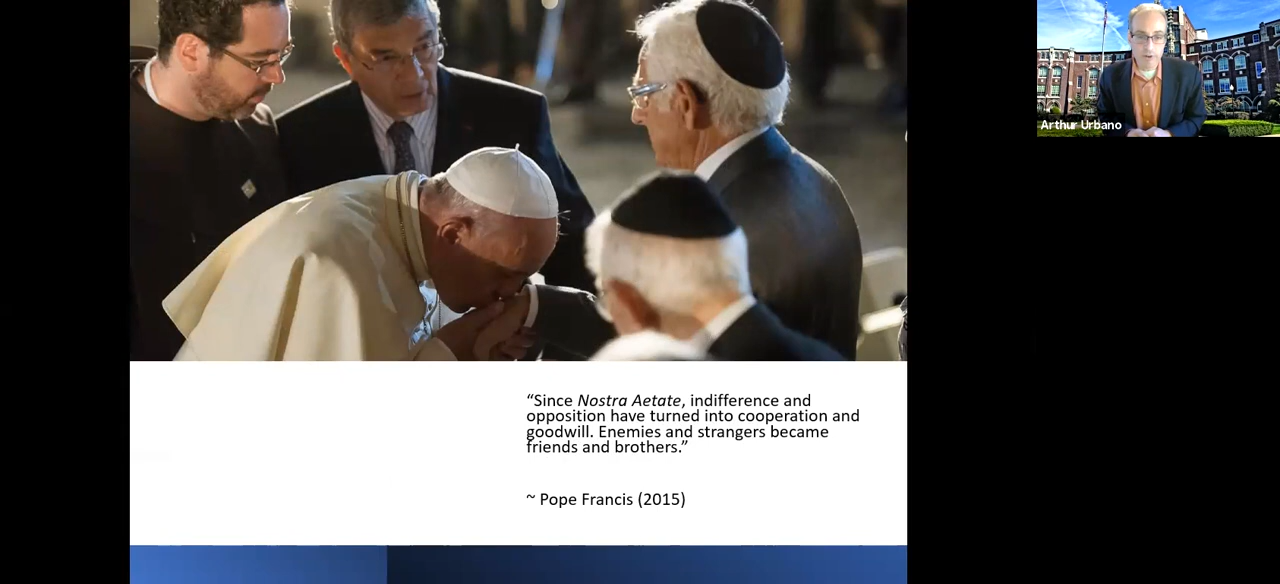 Arthur Urbano
“Since Nostra Aetate, indifference and
opposition have turned into cooperation and
goodwill. Enemies and strangers became
friends and brothers.”
~ Pope Francis (2015)